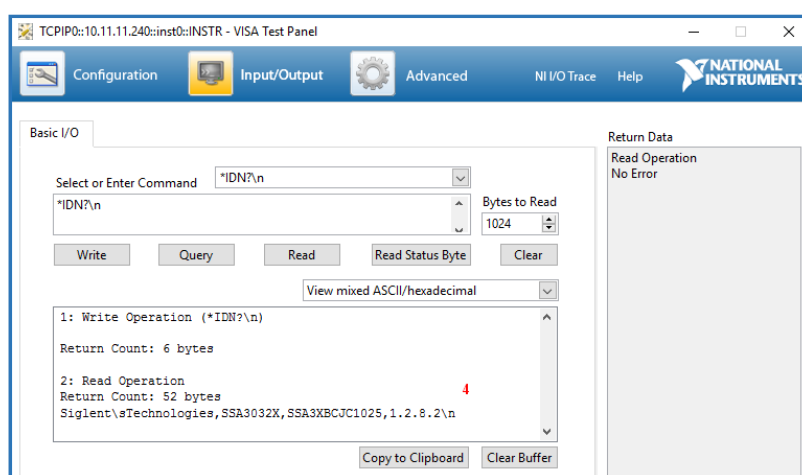 TCPIP0::10.11.11.240::inst0::INSTR - VISA Test Panel
Configuration
Input/Output
Advanced
NI I/O Trace
Help
NATIONAL
INSTRUMENTS
Basic I/O
Select or Enter Command
*IDN?\n
*IDN?\n
Bytes to Read
1024
Write
Query
Read
Read Status Byte
Clear
View mixed ASCII/hexadecimal
1: Write Operation (*IDN?\n)
Return Count: 6 bytes
2: Read Operation
Return Count: 52 bytes
4
Siglent\sTechnologies,SSA3032X,SSA3XBCJC1025,1.2.8.2\n
Copy to Clipboard
Clear Buffer
Return Data
Read Operation
No Error